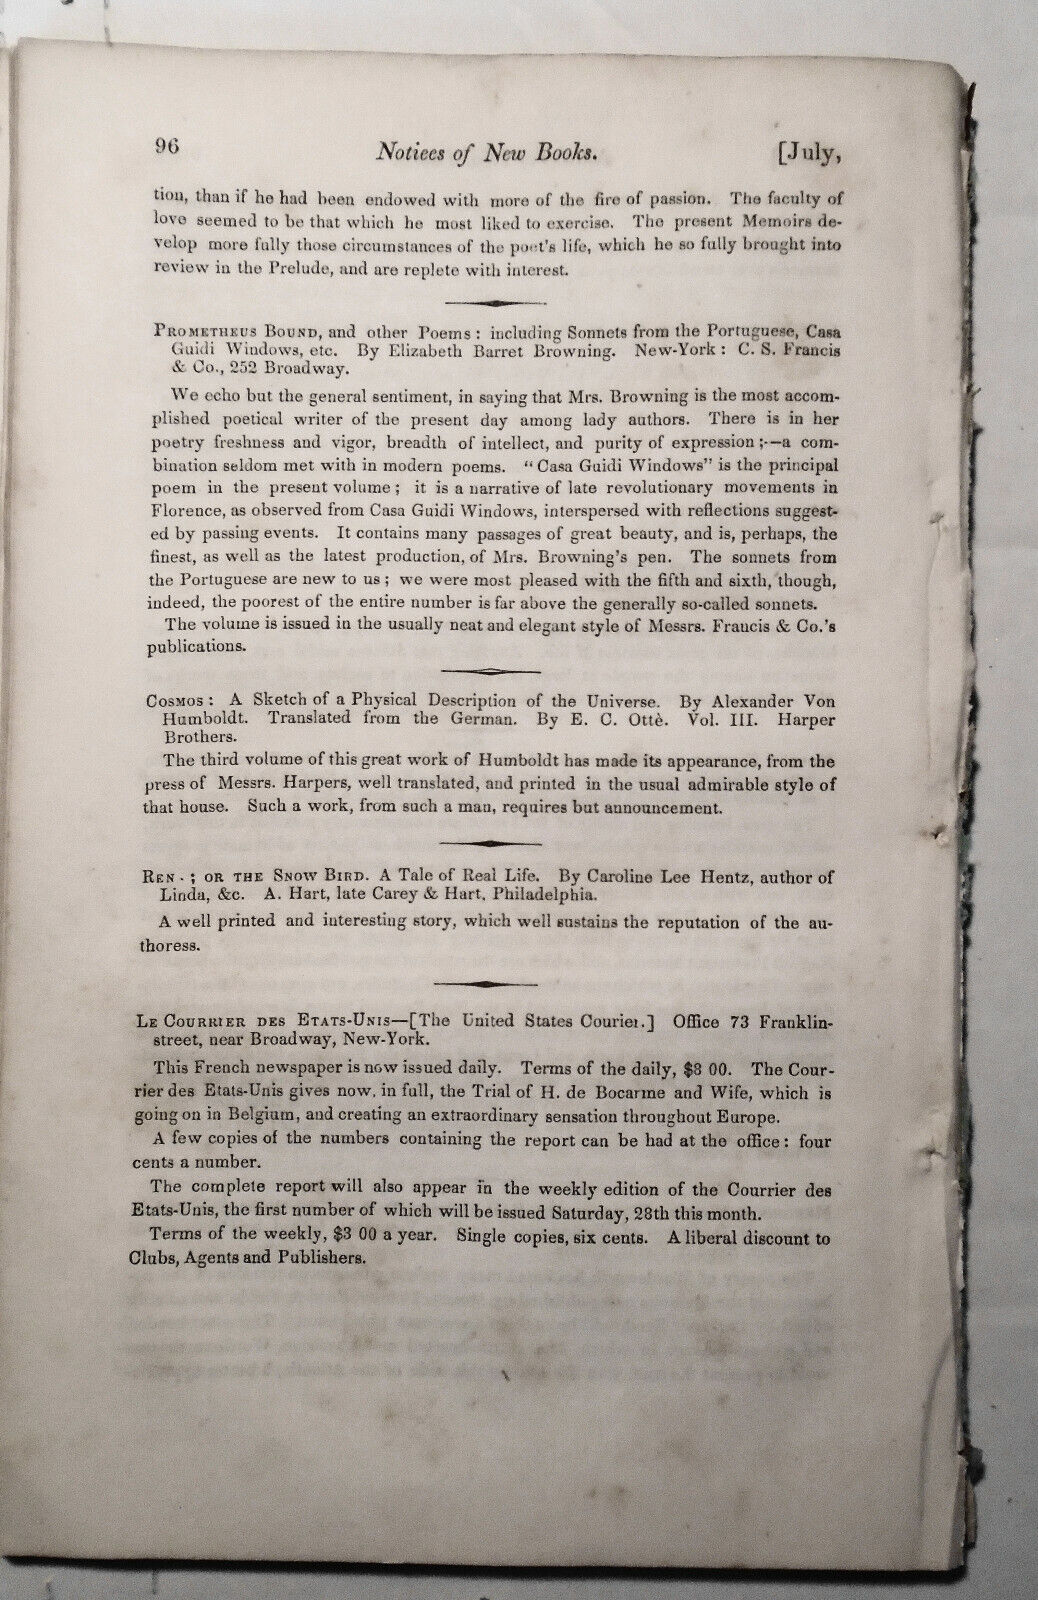 96 Notices of New Books. [July,
tion, than if he had been endowed with more of the fire of passion. The faculty of
love seemed to be that which he most liked to exercise. The present Memoirs de-
velop more fully those circumstances of the poet's life, which he so fully brought into
review in the Prelude, and are replete with interest.
PROMETHEUS BOUND, and other Poems: including Sonnets from the Portuguese, Casa
Guidi Windows, etc. By Elizabeth Barret Browning. New-York: C. S. Francis
& Co., 252 Broadway.
We echo but the general sentiment, in saying that Mrs. Browning is the most accom-
plished poetical writer of the present day among lady authors. There is in her
poetry freshness and vigor, breadth of intellect, and purity of expression;—a com-
bination seldom met with in modern poems. "Casa Guidi Windows" is the principal
poem in the present volume; it is a narrative of late revolutionary movements in
Florence, as observed from Casa Guidi Windows, interspersed with reflections suggest-
ed by passing events. It contains many passages of great beauty, and is, perhaps, the
finest, as well as the latest production, of Mrs. Browning's pen. The sonnets from
the Portuguese are new to us; we were most pleased with the fifth and sixth, though,
indeed, the poorest of the entire number is far above the generally so-called sonnets.
The volume is issued in the usually neat and elegant style of Messrs. Francis & Co.'s
publications.
COSMOS: A Sketch of a Physical Description of the Universe. By Alexander Von
Humboldt. Translated from the German. By E. C. Ottè. Vol. III. Harper
Brothers.
The third volume of this great work of Humboldt has made its appearance, from the
press of Messrs. Harpers, well translated, and printed in the usual admirable style of
that house. Such a work, from such a man, requires but announcement.
REN.; OR THE SNOW BIRD. A Tale of Real Life. By Caroline Lee Hentz, author of
Linda, &c. A. Hart, late Carey & Hart, Philadelphia.
A well printed and interesting story, which well sustains the reputation of the au-
thoress.
LE COURRIER DES ETATS-UNIS—[The United States Courier.] Office 73 Franklin-
street, near Broadway, New-York.
This French newspaper is now issued daily. Terms of the daily, $8 00. The Cour-
rier des Etats-Unis gives now, in full, the Trial of H. de Bocarme and Wife, which is
going on in Belgium, and creating an extraordinary sensation throughout Europe.
A few copies of the numbers containing the report can be had at the office: four
cents a number.
The complete report will also appear in the weekly edition of the Courrier des
Etats-Unis, the first number of which will be issued Saturday, 28th this month.
Terms of the weekly, $3 00 a year. Single copies, six cents. A liberal discount to
Clubs, Agents and Publishers.